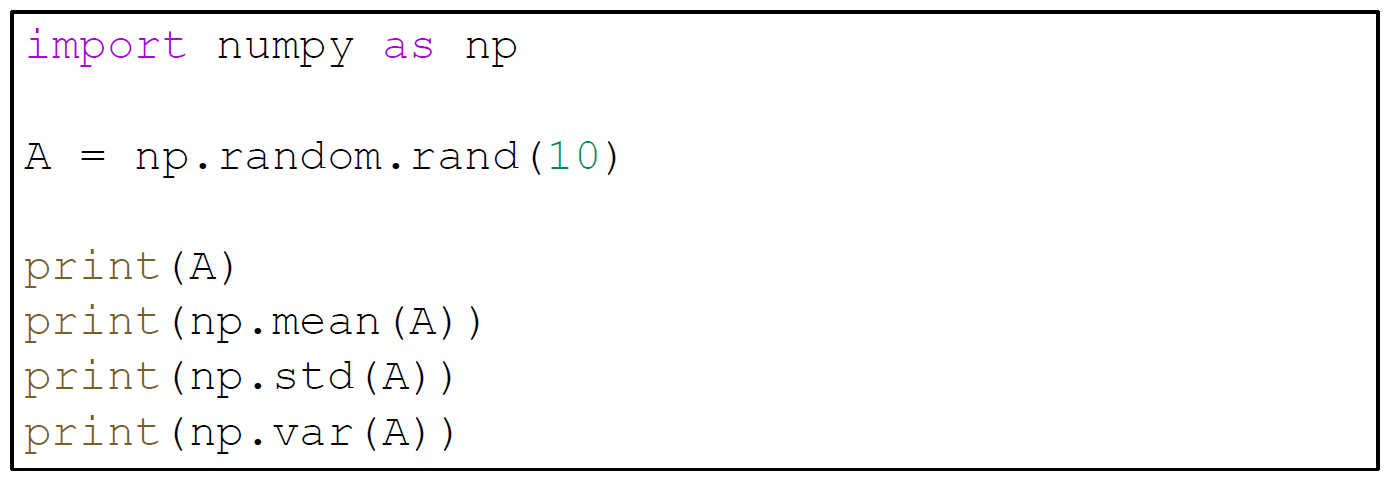 import numpy as np
A = np.random.rand(10)
print(A)
print(np.mean(A))
print(np.std(A))
print(np.var(A))